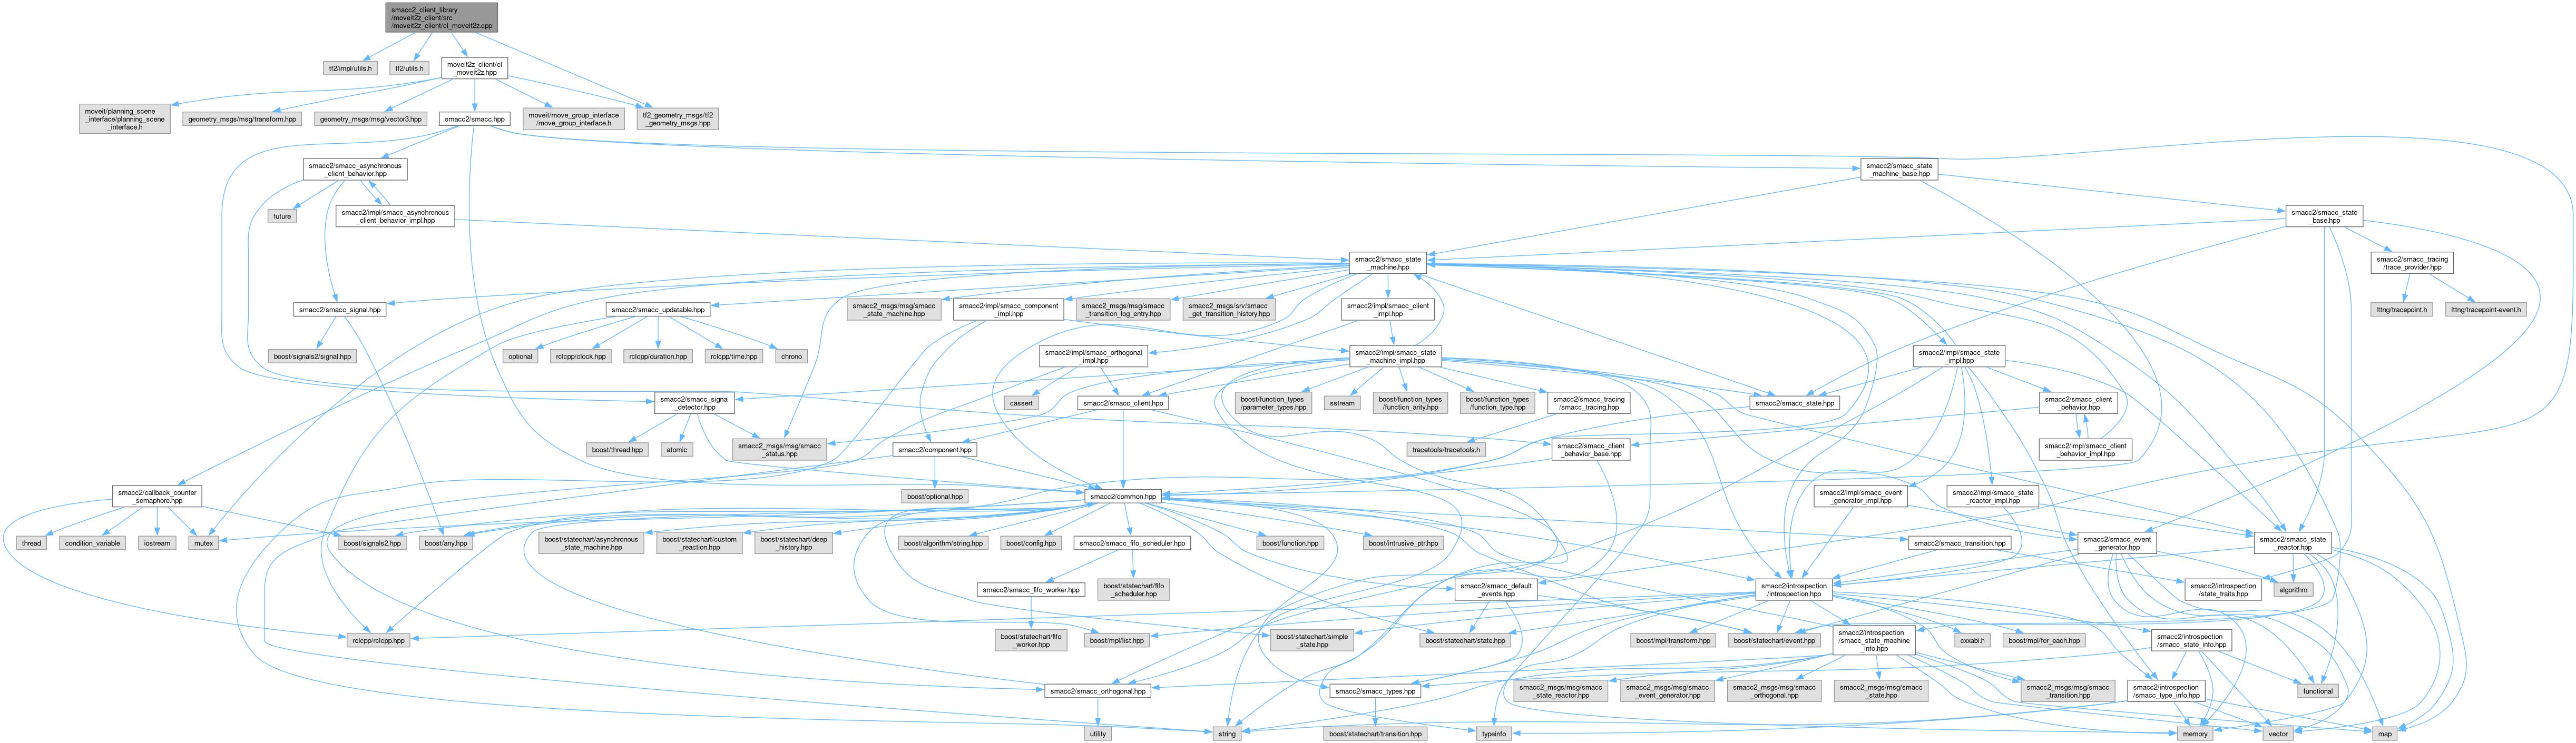 smacc2_client_library
/moveit2z_client/src
/moveit2z_client/cl_moveit2z.cpp
tf2/impl/utils.h
tf2/utils.h
moveit2z_client/cl
_moveit2z.hpp
moveit/planning_scene
_interface/planning_scene
_interface.h
geometry_msgs/msg/transform.hpp
geometry_msgs/msg/vector3.hpp
smacc2/smacc.hpp
moveit/move_group_interface
/move_group_interface.h
tf2_geometry_msgs/tf2
_geometry_msgs.hpp
smacc2/smacc_asynchronous
_client_behavior.hpp
smacc2/smacc_state
_machine_base.hpp
future
smacc2/impl/smacc_asynchronous
_client_behavior_impl.hpp
smacc2/smacc_state
_base.hpp
smacc2/smacc_state
_machine.hpp
smacc2/smacc_tracing
/trace_provider.hpp
smacc2/smacc_signal.hpp
smacc2/smacc_updatable.hpp
smacc2_msgs/msg/smacc
_state_machine.hpp
smacc2/impl/smacc_component
_impl.hpp
smacc2_msgs/msg/smacc
_transition_log_entry.hpp
smacc2_msgs/srv/smacc
_get_transition_history.hpp
smacc2/impl/smacc_client
_impl.hpp
lttng/tracepoint.h
lttng/tracepoint-event.h
boost/signals2/signal.hpp
optional
rclcpp/clock.hpp
rclcpp/duration.hpp
rclcpp/time.hpp
chrono
smacc2/impl/smacc_orthogonal
_impl.hpp
smacc2/impl/smacc_state
_machine_impl.hpp
smacc2/impl/smacc_state
_impl.hpp
smacc2/smacc_signal
_detector.hpp
cassert
smacc2/smacc_client.hpp
boost/function_types
/parameter_types.hpp
sstream
boost/function_types
/function_arity.hpp
boost/function_types
/function_type.hpp
smacc2/smacc_tracing
/smacc_tracing.hpp
smacc2/smacc_state.hpp
smacc2/smacc_client
_behavior.hpp
boost/thread.hpp
atomic
smacc2_msgs/msg/smacc
_status.hpp
smacc2/component.hpp
tracetools/tracetools.h
smacc2/smacc_client
_behavior_base.hpp
smacc2/impl/smacc_client
_behavior_impl.hpp
smacc2/callback_counter
_semaphore.hpp
boost/optional.hpp
smacc2/common.hpp
smacc2/impl/smacc_event
_generator_impl.hpp
smacc2/impl/smacc_state
_reactor_impl.hpp
thread
condition_variable
iostream
mutex
boost/signals2.hpp
boost/any.hpp
boost/statechart/asynchronous
_state_machine.hpp
boost/statechart/custom
_reaction.hpp
boost/statechart/deep
_history.hpp
boost/algorithm/string.hpp
boost/config.hpp
smacc2/smacc_fifo_scheduler.hpp
boost/function.hpp
boost/intrusive_ptr.hpp
smacc2/smacc_transition.hpp
smacc2/smacc_event
_generator.hpp
smacc2/smacc_state
_reactor.hpp
smacc2/smacc_fifo_worker.hpp
boost/statechart/fifo
_scheduler.hpp
smacc2/smacc_default
_events.hpp
smacc2/introspection
/introspection.hpp
smacc2/introspection
/state_traits.hpp
algorithm
rclcpp/rclcpp.hpp
boost/mpl/list.hpp
boost/statechart/fifo
_worker.hpp
boost/statechart/simple
_state.hpp
boost/statechart/state.hpp
boost/mpl/transform.hpp
boost/statechart/event.hpp
smacc2/introspection
/smacc_state_machine
_info.hpp
cxxabi.h
boost/mpl/for_each.hpp
smacc2/introspection
/smacc_state_info.hpp
smacc2/smacc_orthogonal.hpp
smacc2/smacc_types.hpp
smacc2_msgs/msg/smacc
_state_reactor.hpp
smacc2_msgs/msg/smacc
_event_generator.hpp
smacc2_msgs/msg/smacc
_orthogonal.hpp
smacc2_msgs/msg/smacc
_state.hpp
smacc2_msgs/msg/smacc
_transition.hpp
smacc2/introspection
/smacc_type_info.hpp
functional
utility
string
boost/statechart/transition.hpp
typeinfo
memory
vector
map